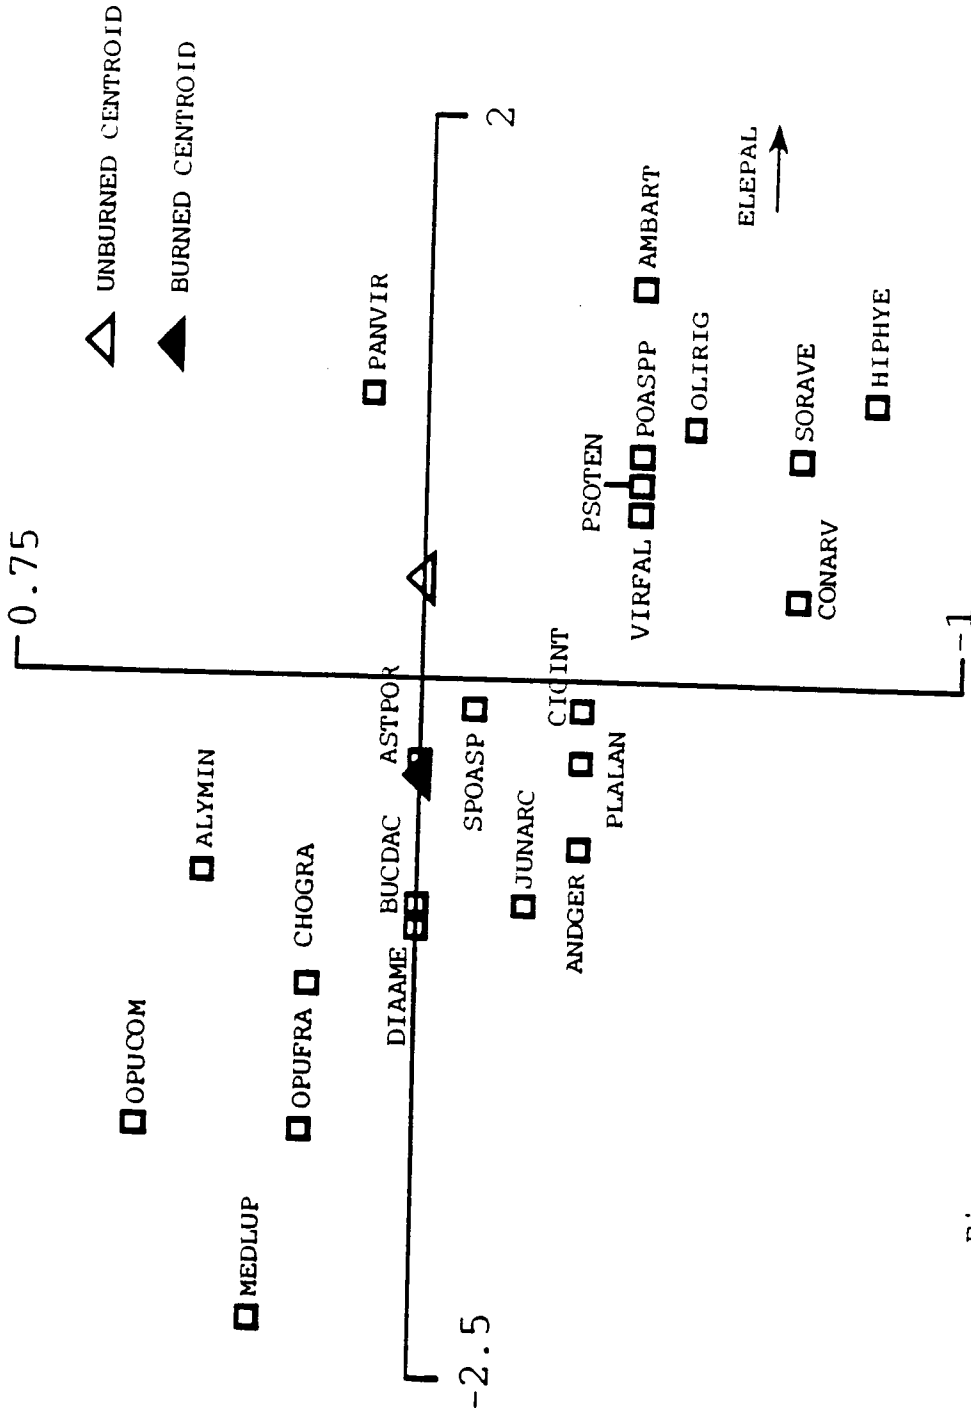 0.75
UNBURNED CENTROID
BURNED CENTROID
OPUCOM
ALYMIN
MEDLUP
OPUFRA
CHOGRA
PANVIR
DIAAME
BUCDAC
ASTPOR
2
-2.5
SPOASP
JUNARC
CICINT
ANDGER
PLALAN
PSOTEN
VIRFAL
POASPP
AMBART
OLIRIG
ELEPAL
CONARV
SORAVE
HIPHYE
-1